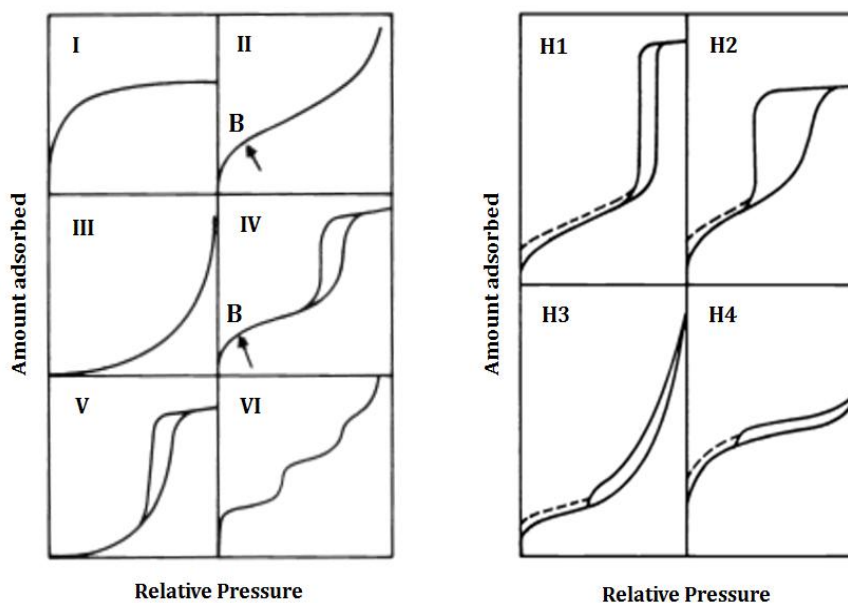 I
II
B
III
IV
B
V
VI
Amount adsorbed
Relative Pressure
H1
H2
H3
H4
Amount adsorbed
Relative Pressure